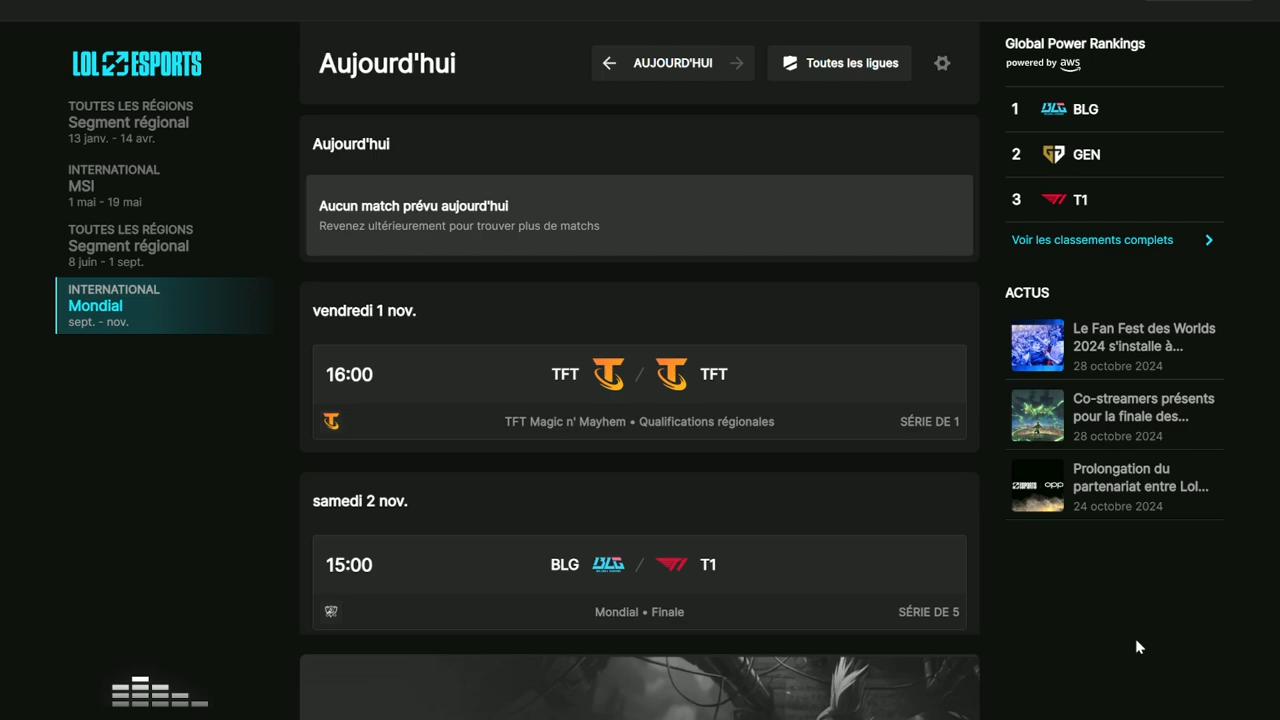 LOL ESPORTS
TOUTES LES RÉGIONS
Segment régional
13 janv. - 14 avr.
INTERNATIONAL
MSI
1 mai - 19 mai
TOUTES LES RÉGIONS
Segment régional
8 juin - 1 sept.
INTERNATIONAL
Mondial
sept. - nov.
Aujourd'hui
AUJOURD'HUI
Toutes les ligues
Aujourd'hui
Aucun match prévu aujourd'hui
Revenez ultérieurement pour trouver plus de matchs
vendredi 1 nov.
16:00 TFT / TFT
TFT Magic n' Mayhem • Qualifications régionales SÉRIE DE 1
samedi 2 nov.
15:00 BLG BLG / T1
Mondial • Finale SÉRIE DE 5
Global Power Rankings
powered by aws
1 BLG BLG
2 GEN
3 T1
Voir les classements complets
ACTUS
Le Fan Fest des Worlds
2024 s'installe à...
28 octobre 2024
Co-streamers présents
pour la finale des...
28 octobre 2024
ESPORTS opp
Prolongation du
partenariat entre Lol...
24 octobre 2024